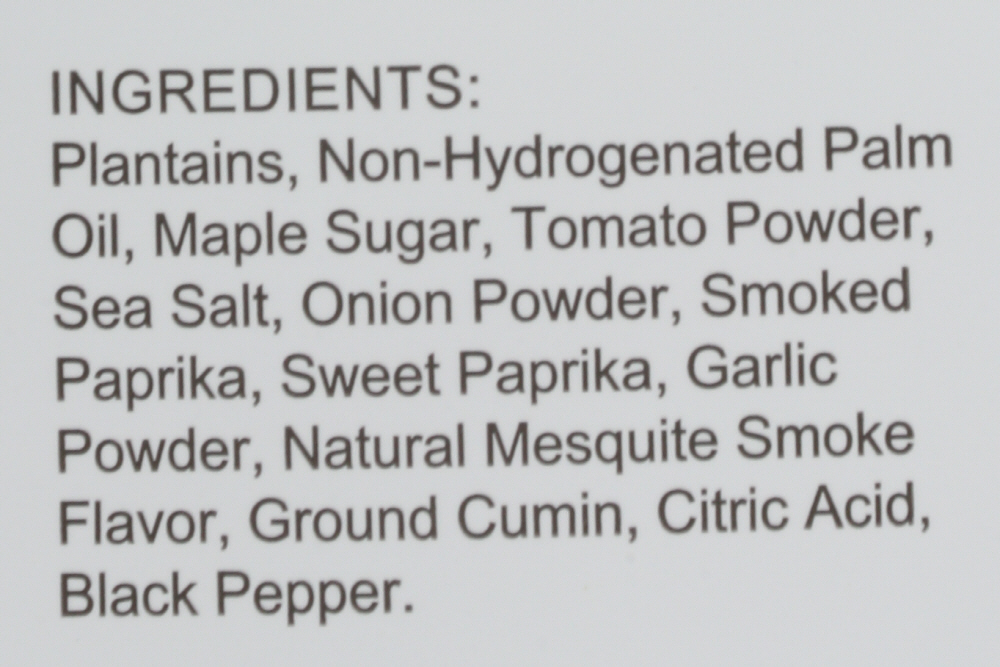 INGREDIENTS:
Plantains, Non-Hydrogenated Palm
Oil, Maple Sugar, Tomato Powder,
Sea Salt, Onion Powder, Smoked
Paprika, Sweet Paprika, Garlic
Powder, Natural Mesquite Smoke
Flavor, Ground Cumin, Citric Acid,
Black Pepper.